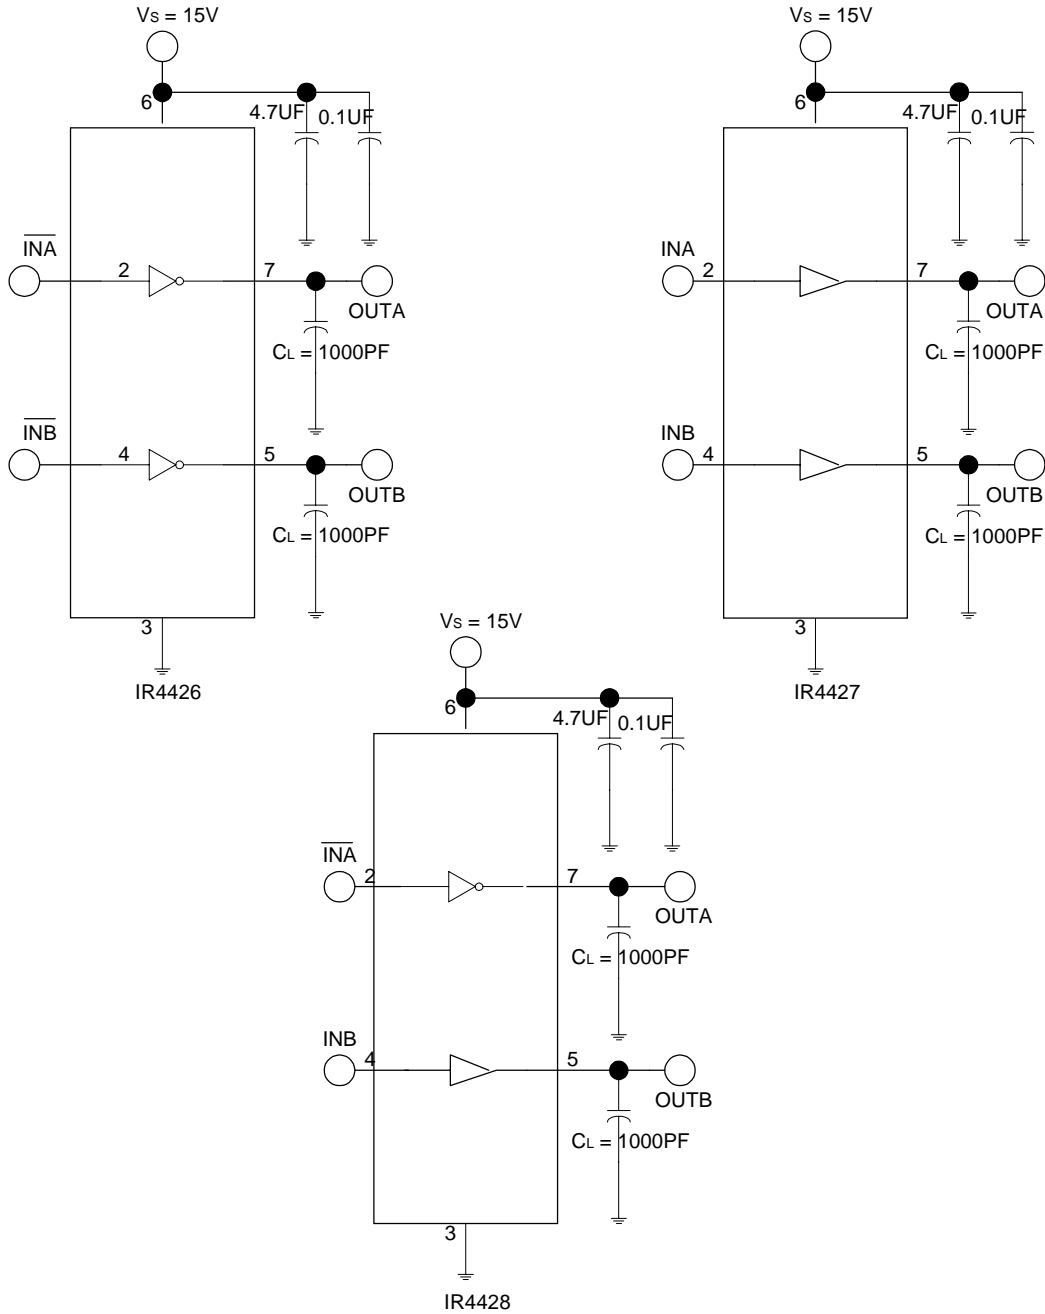 Vs = 15V
6
4.7UF
0.1UF
INA
2
7
OUTA
CL = 1000PF
INB
4
5
OUTB
CL = 1000PF
3
IR4426
Vs = 15V
6
4.7UF
0.1UF
INA
2
7
OUTA
CL = 1000PF
INB
4
5
OUTB
CL = 1000PF
3
IR4427
Vs = 15V
6
4.7UF
0.1UF
INA
2
7
OUTA
CL = 1000PF
INB
4
5
OUTB
CL = 1000PF
3
IR4428